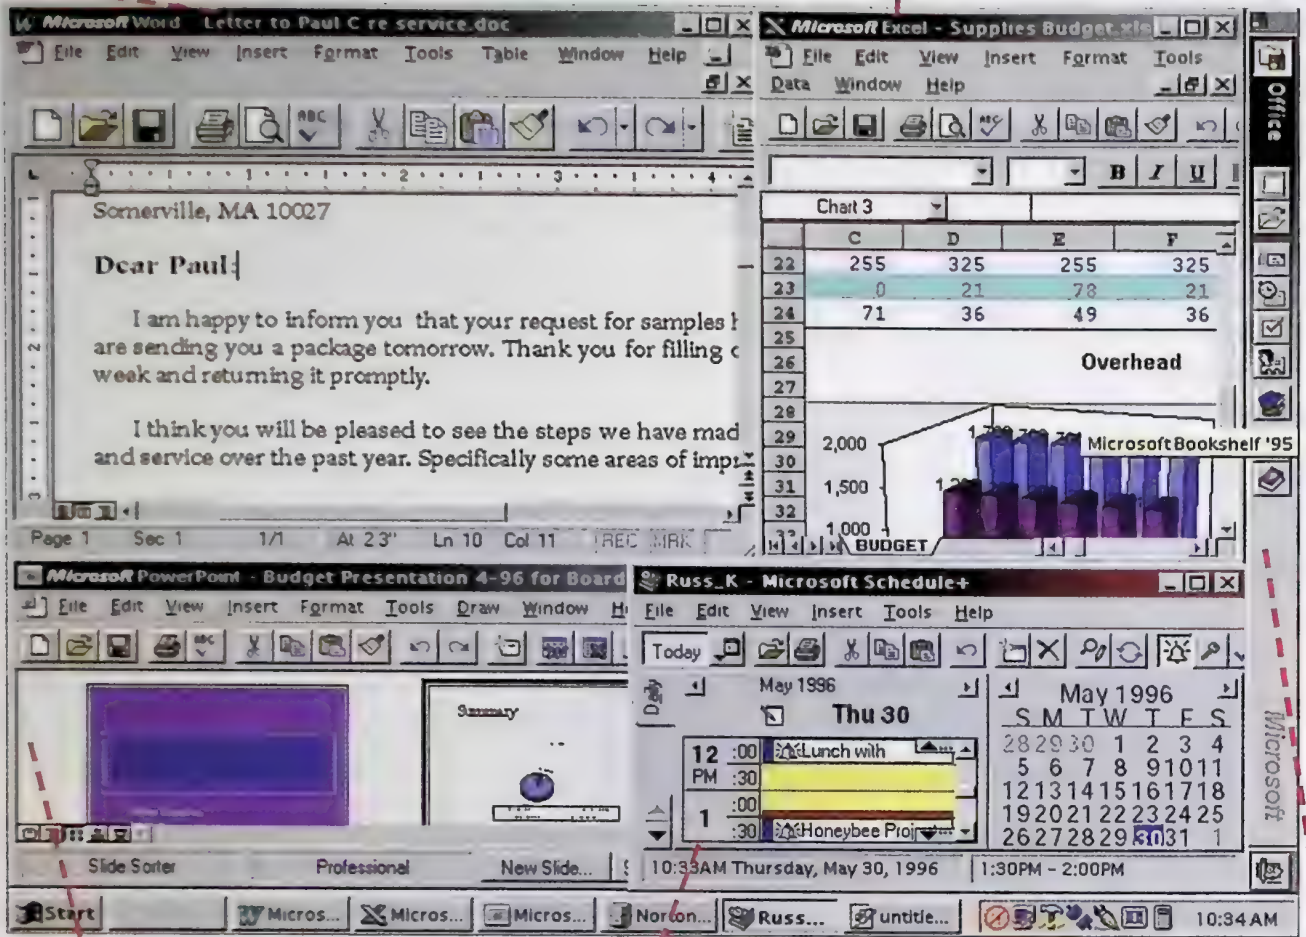 Microsoft Word - Letter to Paul C re service.doc
File Edit View Insert Format Tools Table Window Help
ABC
1 2 3 4
Somerville, MA 10027
Dear Paul:
I am happy to inform you that your request for samples h
are sending you a package tomorrow. Thank you for filling o
week and returning it promptly.
I think you will be pleased to see the steps we have mad
and service over the past year. Specifically some areas of impr
Page 1 Sec 1 1/1 At 2.3" Ln 10 Col 11 REC MRK
Microsoft Excel - Supplies Budget.xls
File Edit View Insert Format Tools
Data Window Help
B I U
Chart 3
C D E F
22 255 325 255 325
23 0 21 78 21
24 71 36 49 36
25
26 Overhead
27
28
29 2,000
30
31 1,500
32
33 1,000
BUDGET
Office
Microsoft Bookshelf '95
Microsoft
Microsoft PowerPoint - Budget Presentation 4-96 for Board
File Edit View Insert Format Tools Draw Window
Summary
Slide Sorter Professional New Slide...
Russ_K - Microsoft Schedule+
File Edit View Insert Tools Help
Today
Daily
May 1996
Thu 30
12 :00 Lunch with
PM :30
1 :00
:30 Honeybee Proj
May 1996
S M T W T F S
28 29 30 1 2 3 4
5 6 7 8 9 10 11
12 13 14 15 16 17 18
19 20 21 22 23 24 25
26 27 28 29 30 31 1
10:33AM Thursday, May 30, 1996 1:30PM - 2:00PM
Start Micros... Micros... Micros... Norton... Russ... untitle... 10:34 AM